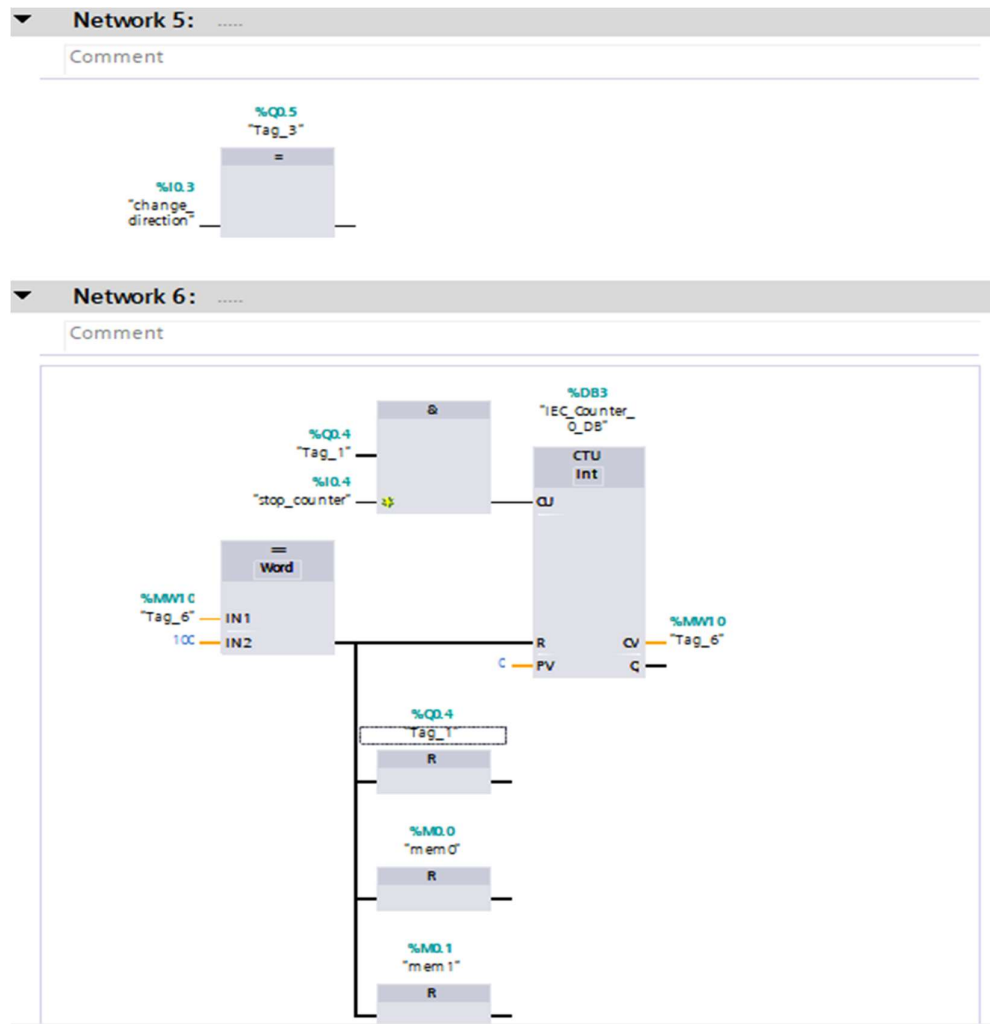 Network 5: .....
Comment
%Q0.5
"Tag_3"
=
%I0.3
"change_
direction"
Network 6: .....
Comment
%DB3
"IEC_Counter_
0_DB"
&
CTU
Int
%Q0.4
"Tag_1"
%I0.4
"stop_counter"
CU
==
Word
%MW10
"Tag_6"
IN1
100
IN2
R
CV
%MW10
"Tag_6"
0
PV
Q
%Q0.4
"Tag_1"
R
%M0.0
"mem0"
R
%M0.1
"mem1"
R